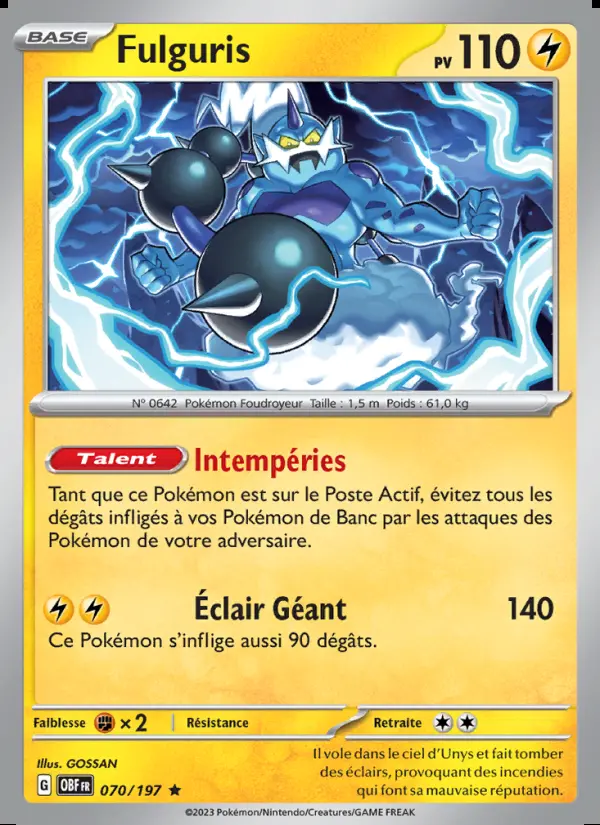 BASE
Fulguris
PV 110
N° 0642 Pokémon Foudroyeur Taille : 1,5 m Poids : 61,0 kg
Talent Intempéries
Tant que ce Pokémon est sur le Poste Actif, évitez tous les
dégâts infligés à vos Pokémon de Banc par les attaques des
Pokémon de votre adversaire.
Éclair Géant 140
Ce Pokémon s'inflige aussi 90 dégâts.
Faiblesse ×2 Résistance Retraite
Illus. GOSSAN
G OBF FR 070/197 ★
Il vole dans le ciel d'Unys et fait tomber
des éclairs, provoquant des incendies
qui font sa mauvaise réputation.
©2023 Pokémon/Nintendo/Creatures/GAME FREAK